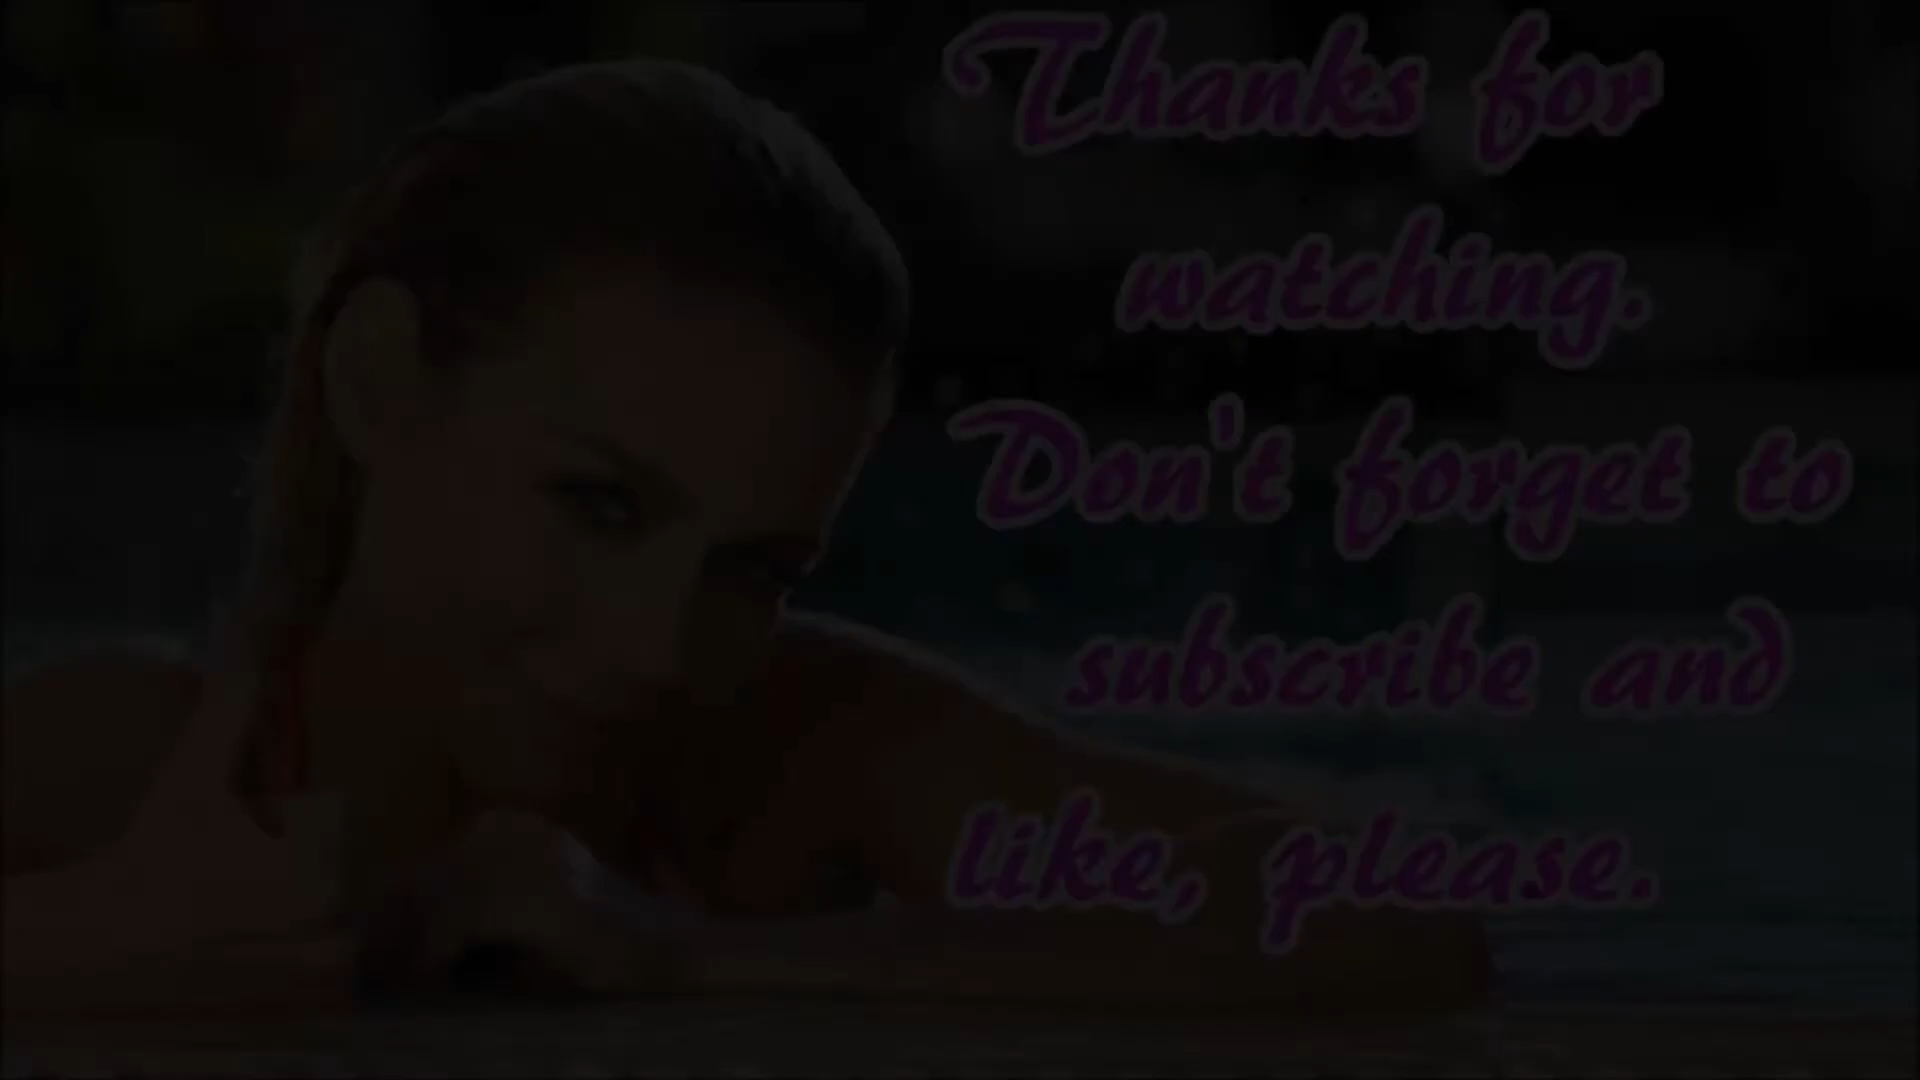 Thanks for
watching.
Don't forget to
subscribe and
like, please.